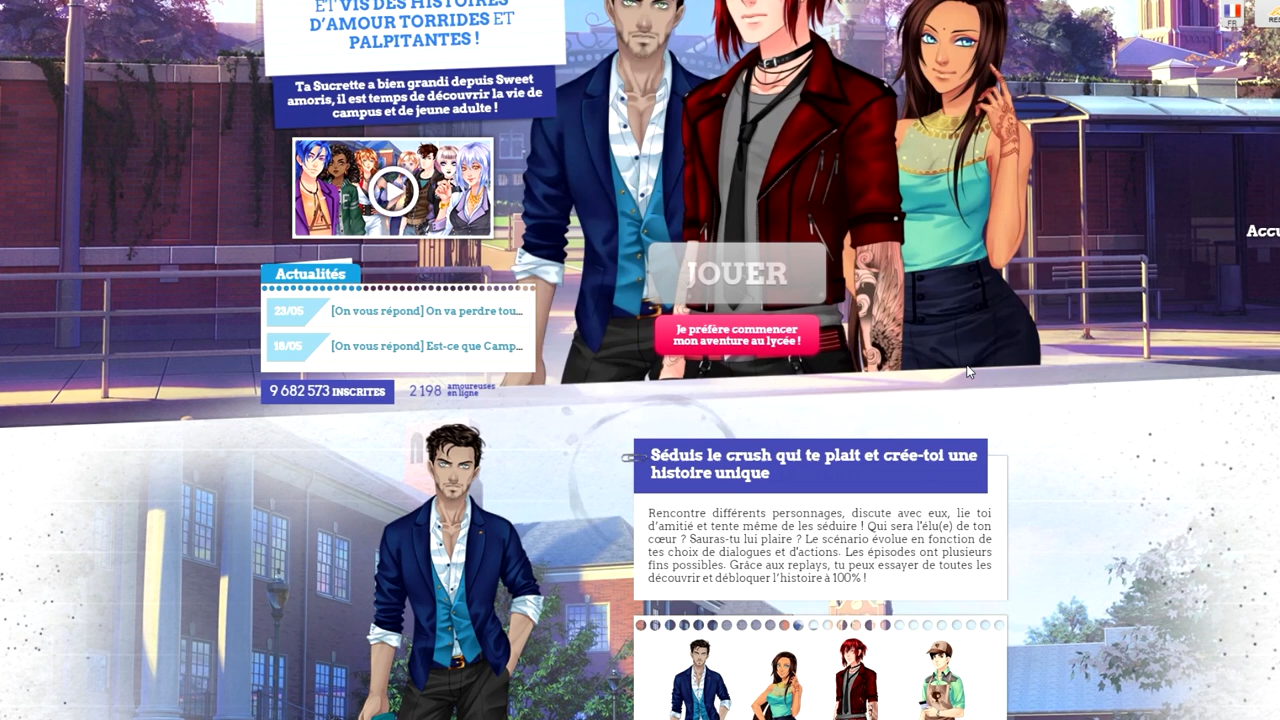 ET VIS DES HISTOIRES
D'AMOUR TORRIDES ET
PALPITANTES !
FR
Ta Sucrette a bien grandi depuis Sweet
amoris, il est temps de découvrir la vie de
campus et de jeune adulte !
Actualités
23/05 [On vous répond] On va perdre tou...
18/05 [On vous répond] Est-ce que Camp...
9 682 573 INSCRITES
2 198 amoureuses
en ligne
JOUER
Je préfère commencer
mon aventure au lycée !
Séduis le crush qui te plait et crée-toi une
histoire unique
Rencontre différents personnages, discute avec eux, lie toi
d'amitié et tente même de les séduire ! Qui sera l'élu(e) de ton
cœur ? Sauras-tu lui plaire ? Le scénario évolue en fonction de
tes choix de dialogues et d'actions. Les épisodes ont plusieurs
fins possibles. Grâce aux replays, tu peux essayer de toutes les
découvrir et débloquer l'histoire à 100% !